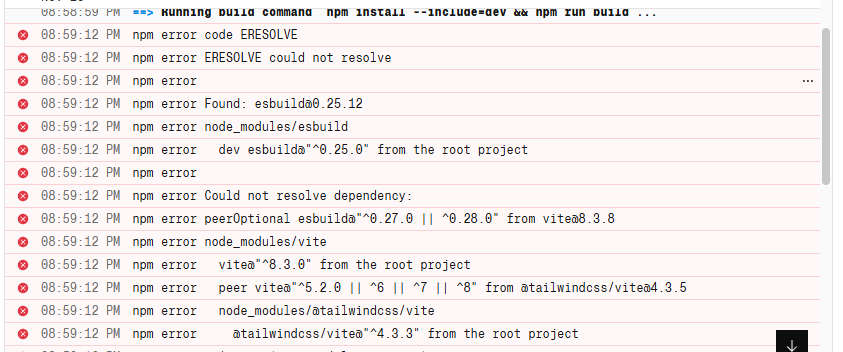 08:58:59 PM ==> Running build command 'npm install --include=dev && npm run build'...
08:59:12 PM npm error code ERESOLVE
08:59:12 PM npm error ERESOLVE could not resolve
08:59:12 PM npm error
08:59:12 PM npm error Found: esbuild@0.25.12
08:59:12 PM npm error node_modules/esbuild
08:59:12 PM npm error   dev esbuild@"^0.25.0" from the root project
08:59:12 PM npm error
08:59:12 PM npm error Could not resolve dependency:
08:59:12 PM npm error peerOptional esbuild@"^0.27.0 || ^0.28.0" from vite@8.3.8
08:59:12 PM npm error node_modules/vite
08:59:12 PM npm error   vite@"^8.3.0" from the root project
08:59:12 PM npm error   peer vite@"^5.2.0 || ^6 || ^7 || ^8" from @tailwindcss/vite@4.3.5
08:59:12 PM npm error   node_modules/@tailwindcss/vite
08:59:12 PM npm error     @tailwindcss/vite@"^4.3.3" from the root project